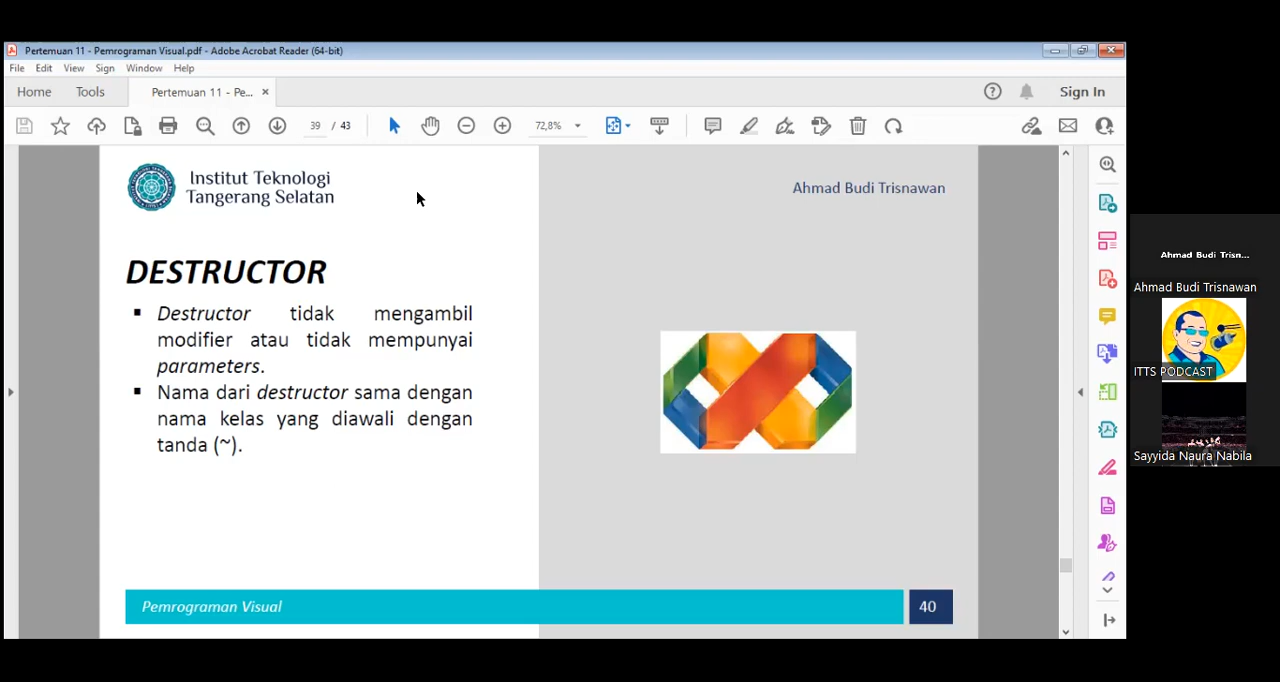 Pertemuan 11 - Pemrograman Visual.pdf - Adobe Acrobat Reader (64-bit)
File Edit View Sign Window Help
Home Tools Pertemuan 11 - Pe... × Sign In
39 / 43 72,8%
Institut Teknologi
Tangerang Selatan
Ahmad Budi Trisnawan
DESTRUCTOR
▪ Destructor tidak mengambil
modifier atau tidak mempunyai
parameters.
▪ Nama dari destructor sama dengan
nama kelas yang diawali dengan
tanda (~).
Pemrograman Visual
40
Ahmad Budi Trisn...
Ahmad Budi Trisnawan
ITTS PODCAST
Sayyida Naura Nabila